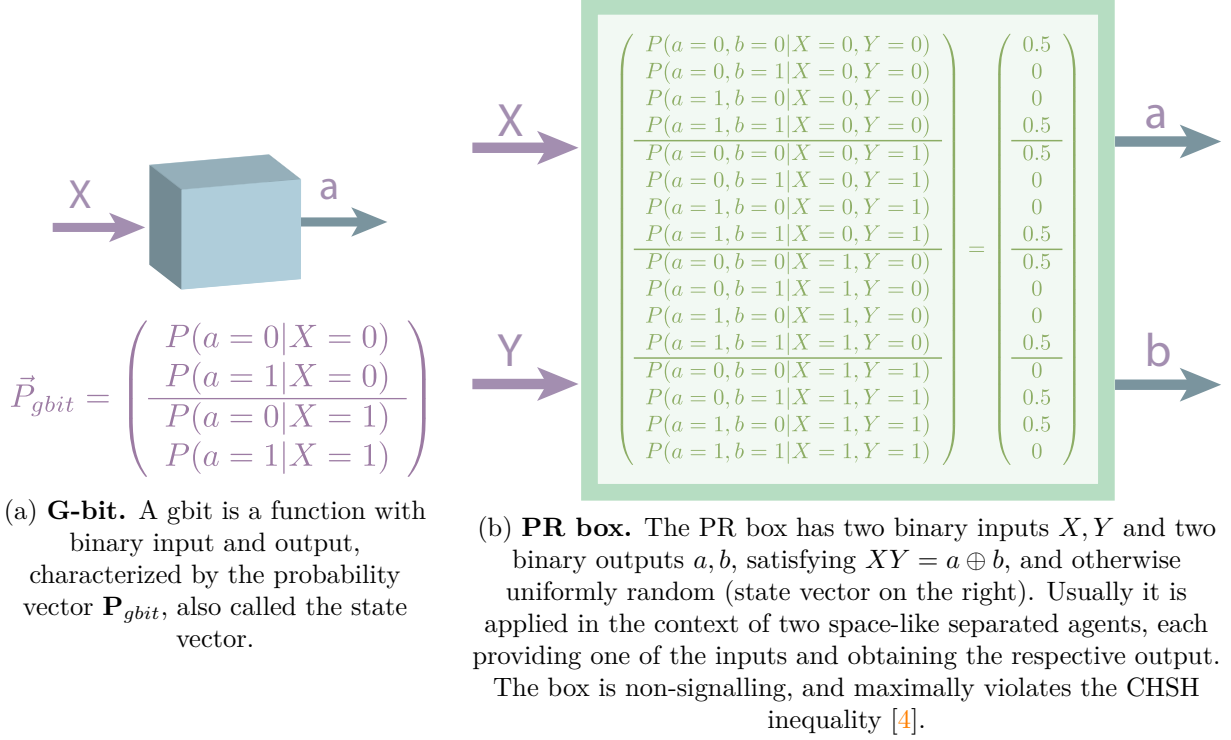 X
a
\vec{P}_{gbit} = ( P(a = 0|X = 0)
P(a = 1|X = 0)
P(a = 0|X = 1)
P(a = 1|X = 1) )
(a) G-bit. A gbit is a function with
binary input and output,
characterized by the probability
vector P_{gbit}, also called the state
vector.
X
Y
P(a = 0, b = 0|X = 0, Y = 0) 0.5
P(a = 0, b = 1|X = 0, Y = 0) 0
P(a = 1, b = 0|X = 0, Y = 0) 0
P(a = 1, b = 1|X = 0, Y = 0) 0.5
P(a = 0, b = 0|X = 0, Y = 1) 0.5
P(a = 0, b = 1|X = 0, Y = 1) 0
P(a = 1, b = 0|X = 0, Y = 1) 0
P(a = 1, b = 1|X = 0, Y = 1) = 0.5
P(a = 0, b = 0|X = 1, Y = 0) 0.5
P(a = 0, b = 1|X = 1, Y = 0) 0
P(a = 1, b = 0|X = 1, Y = 0) 0
P(a = 1, b = 1|X = 1, Y = 0) 0.5
P(a = 0, b = 0|X = 1, Y = 1) 0
P(a = 0, b = 1|X = 1, Y = 1) 0.5
P(a = 1, b = 0|X = 1, Y = 1) 0.5
P(a = 1, b = 1|X = 1, Y = 1) 0
a
b
(b) PR box. The PR box has two binary inputs X, Y and two
binary outputs a, b, satisfying XY = a ⊕ b, and otherwise
uniformly random (state vector on the right). Usually it is
applied in the context of two space-like separated agents, each
providing one of the inputs and obtaining the respective output.
The box is non-signalling, and maximally violates the CHSH
inequality [4].